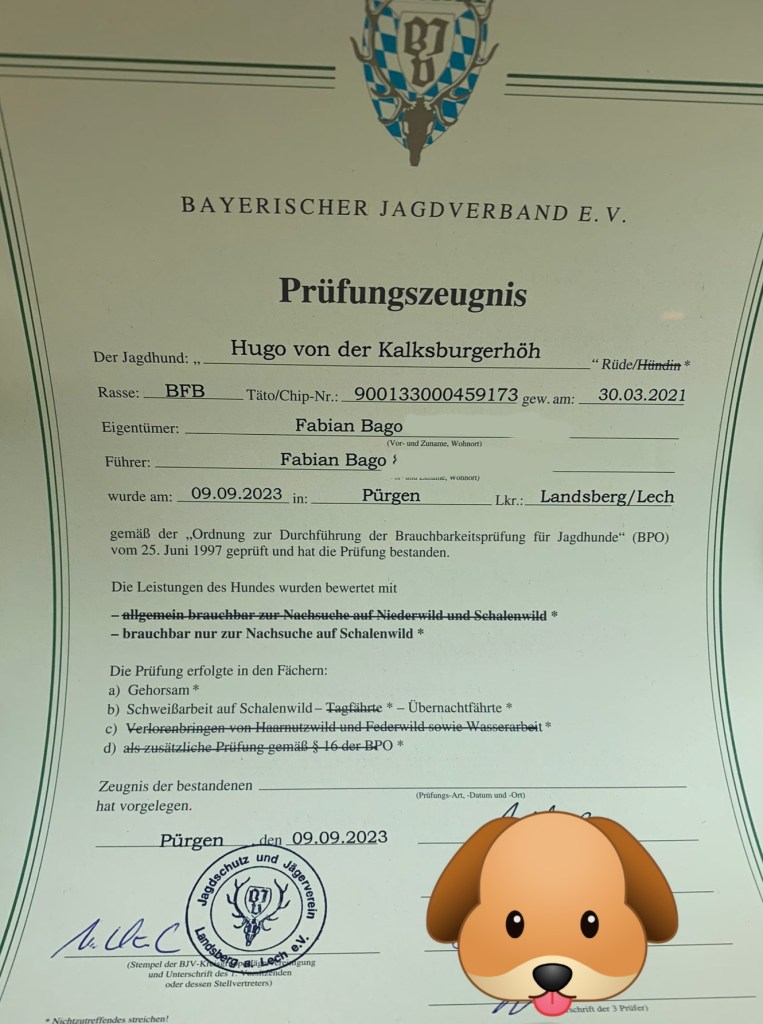 BJV
BAYERISCHER JAGDVERBAND E. V.
Prüfungszeugnis
Der Jagdhund: „ Hugo von der Kalksburgerhöh “ Rüde/Hündin *
Rasse: BFB Täto/Chip-Nr.: 900133000459173 gew. am: 30.03.2021
Eigentümer: Fabian Bago
(Vor- und Zuname, Wohnort)
Führer: Fabian Bago
Wohnort)
wurde am: 09.09.2023 in: Pürgen Lkr.: Landsberg/Lech
gemäß der „Ordnung zur Durchführung der Brauchbarkeitsprüfung für Jagdhunde“ (BPO)
vom 25. Juni 1997 geprüft und hat die Prüfung bestanden.
Die Leistungen des Hundes wurden bewertet mit
– allgemein brauchbar zur Nachsuche auf Niederwild und Schalenwild *
– brauchbar nur zur Nachsuche auf Schalenwild *
Die Prüfung erfolgte in den Fächern:
a) Gehorsam *
b) Schweißarbeit auf Schalenwild – Tagfährte * – Übernachtfährte *
c) Verlorenbringen von Haarnutzwild und Federwild sowie Wasserarbeit *
d) als zusätzliche Prüfung gemäß § 16 der BPO *
Zeugnis der bestandenen
(Prüfungs-Art, -Datum und -Ort)
hat vorgelegen.
Pürgen , den 09.09.2023
Jagdschutz und Jägerverein
BJV
Landsberg a. Lech e.V.
(Stempel der BJV-
und Unterschrift des 1. Vorsitzenden
oder dessen Stellvertreters)
der 3 Prüfer)
* Nichtzutreffendes streichen!